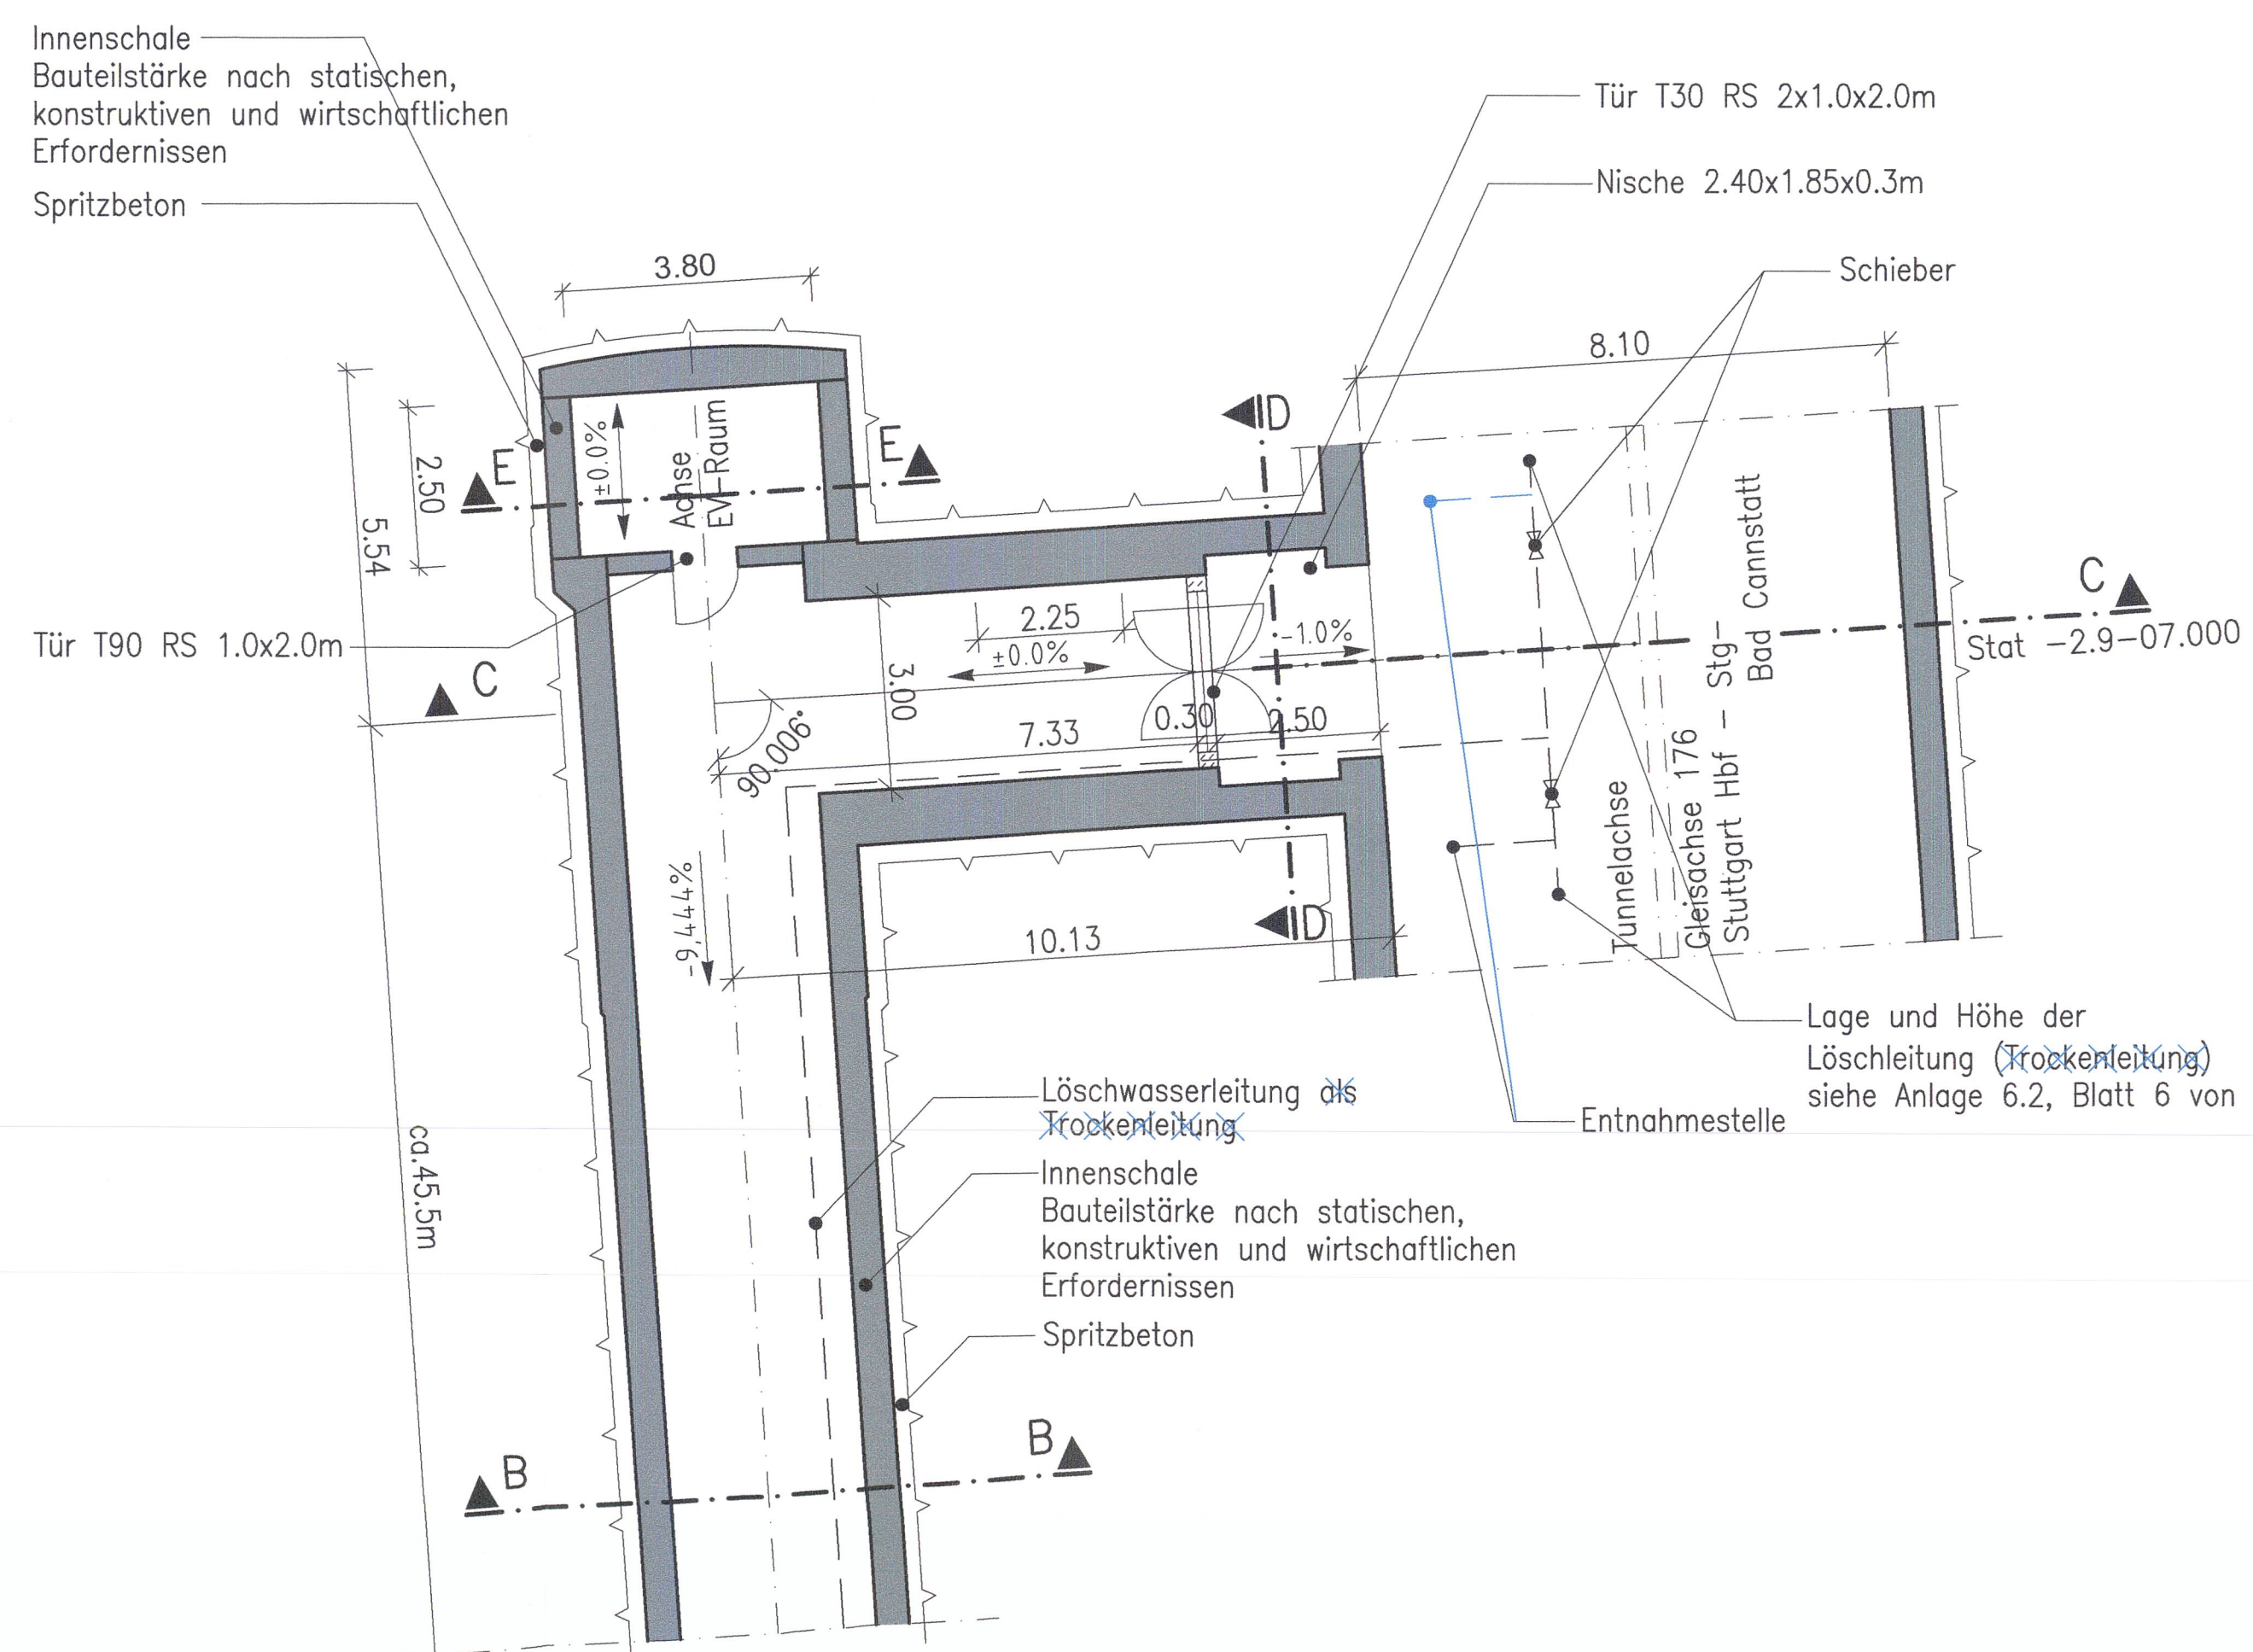 Innenschale
Bauteilstärke nach statischen,
konstruktiven und wirtschaftlichen
Erfordernissen
Spritzbeton
Tür T30 RS 2x1.0x2.0m
Nische 2.40x1.85x0.3m
Schieber
3.80
8.10
D
E
E
±0.0%
Achse
EV-Raum
2.50
5.54
Tür T90 RS 1.0x2.0m
C
2.25
±0.0%
-1.0%
3.00
7.33
0.30
2.50
90.006°
C
Stat -2.9-07.000
Tunnelachse
Gleisachse 176
Stuttgart Hbf - Stg-
Bad Cannstatt
-9,444%
10.13
D
Lage und Höhe der
Löschleitung (Trockenleitung)
siehe Anlage 6.2, Blatt 6 von
Entnahmestelle
Löschwasserleitung als
Trockenleitung
Innenschale
Bauteilstärke nach statischen,
konstruktiven und wirtschaftlichen
Erfordernissen
Spritzbeton
ca.45.5m
B
B